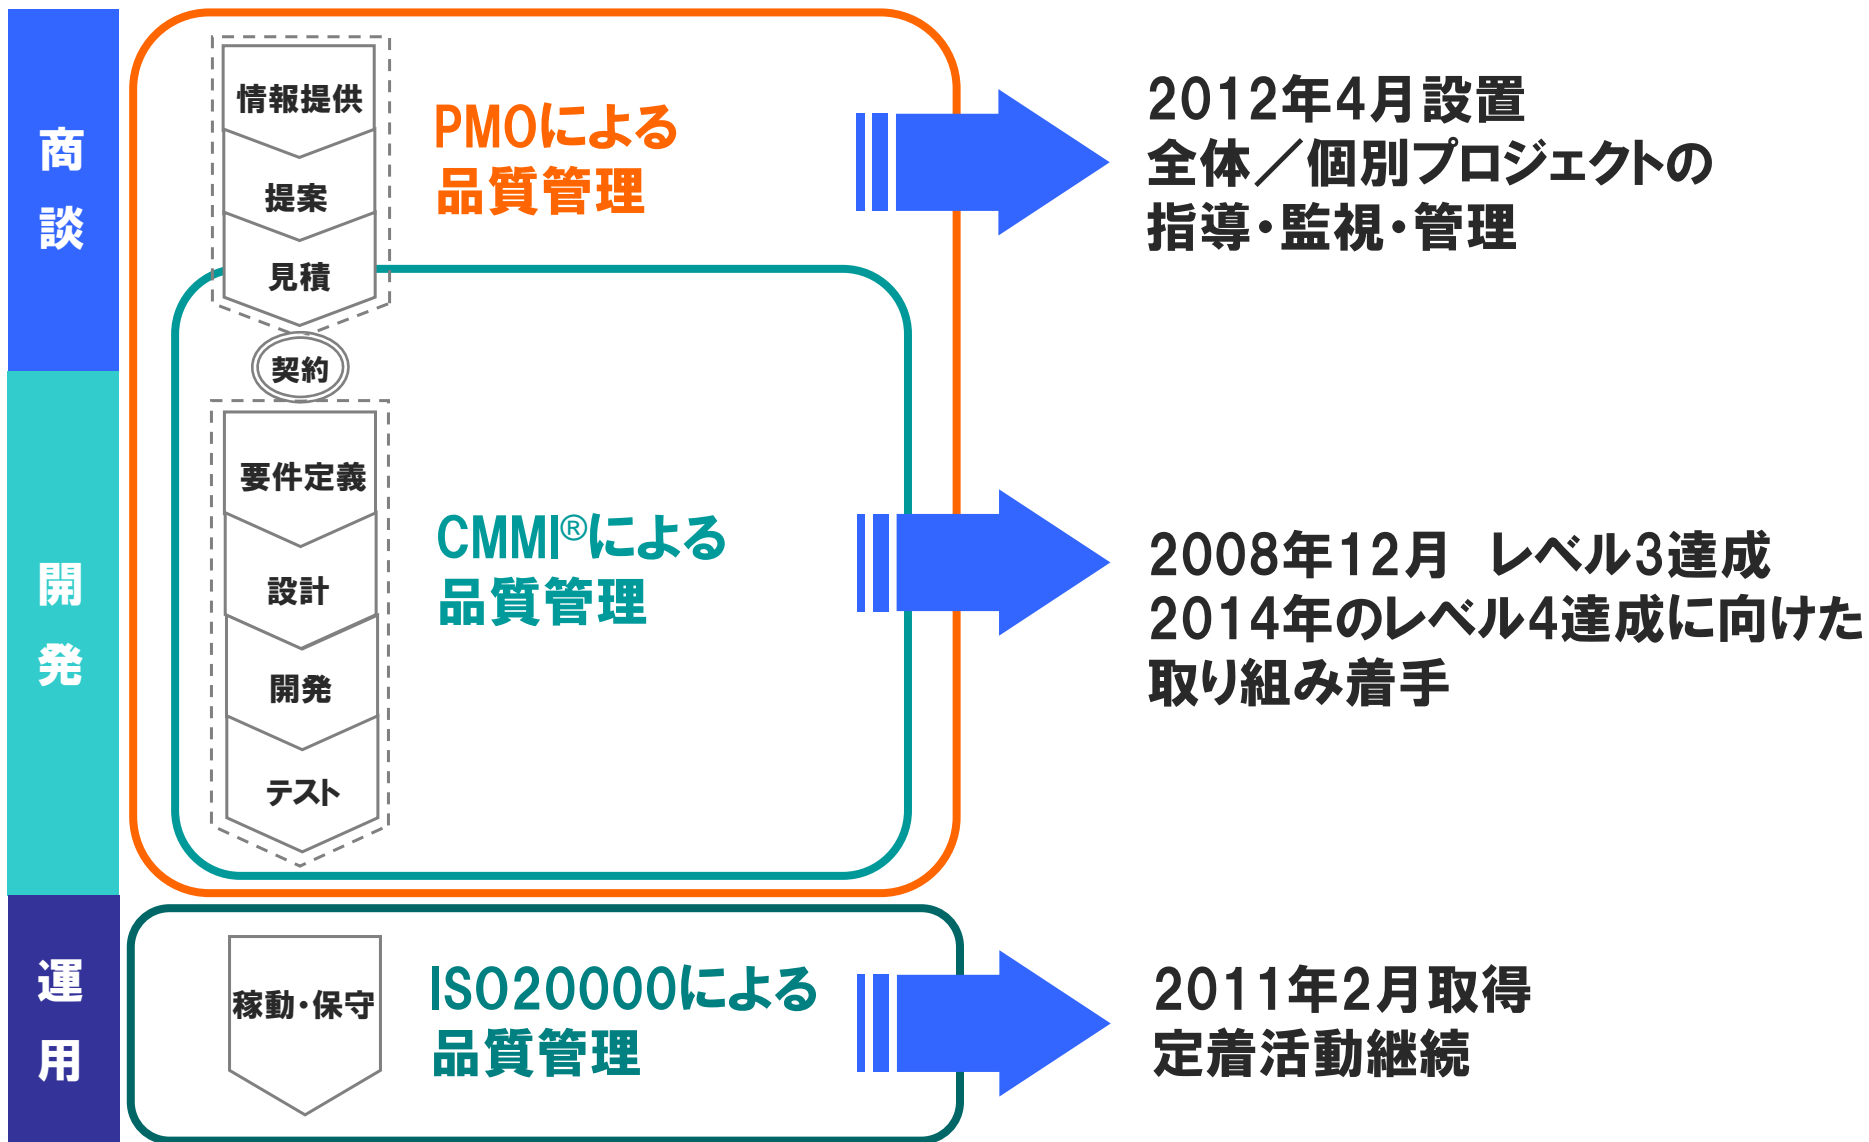 商談
情報提供
提案
見積
PMOによる
品質管理
2012年4月設置
全体／個別プロジェクトの
指導・監視・管理
契約
開発
要件定義
設計
開発
テスト
CMMI®による
品質管理
2008年12月　レベル3達成
2014年のレベル4達成に向けた
取り組み着手
運用
稼動・保守
ISO20000による
品質管理
2011年2月取得
定着活動継続